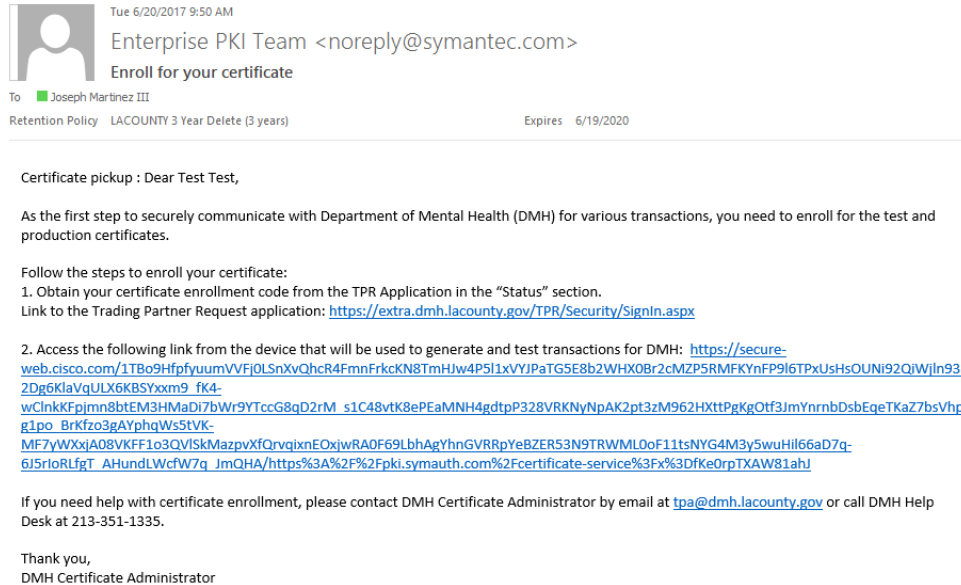 Tue 6/20/2017 9:50 AM
Enterprise PKI Team <noreply@symantec.com>
Enroll for your certificate
To Joseph Martinez III
Retention Policy LACOUNTY 3 Year Delete (3 years) Expires 6/19/2020
Certificate pickup : Dear Test Test,
As the first step to securely communicate with Department of Mental Health (DMH) for various transactions, you need to enroll for the test and
production certificates.
Follow the steps to enroll your certificate:
1. Obtain your certificate enrollment code from the TPR Application in the “Status” section.
Link to the Trading Partner Request application: https://extra.dmh.lacounty.gov/TPR/Security/SignIn.aspx
2. Access the following link from the device that will be used to generate and test transactions for DMH: https://secure-
web.cisco.com/1TBo9HfpfyuumVVFj0LSnXvQhcR4FmnFrkcKN8TmHJw4P5l1xVYJPaTG5E8b2WHX0Br2cMZP5RMFKYnFP9l6TPxUsHsOUNi92QiWjln93
2Dg6KlaVqULX6KBSYxxm9_fK4-
wClnkKFpjmn8btEM3HMaDi7bWr9YTccG8qD2rM_s1C48vtK8ePEaMNH4gdtpP328VRKNyNpAK2pt3zM962HXttPgKgOtf3JmYnrnbDsbEqeTKaZ7bsVhp
g1po_BrKfzo3gAYphqWs5tVK-
MF7yWXxjA08VKFF1o3QVlSkMazpvXfQrvqixnEOxjwRA0F69LbhAgYhnGVRRpYeBZER53N9TRWML0oF11tsNYG4M3y5wuHil66aD7q-
6J5rIoRLfgT_AHundLWcfW7q_JmQHA/https%3A%2F%2Fpki.symauth.com%2Fcertificate-service%3Fx%3DfKe0rpTXAW81ahJ
If you need help with certificate enrollment, please contact DMH Certificate Administrator by email at tpa@dmh.lacounty.gov or call DMH Help
Desk at 213-351-1335.
Thank you,
DMH Certificate Administrator